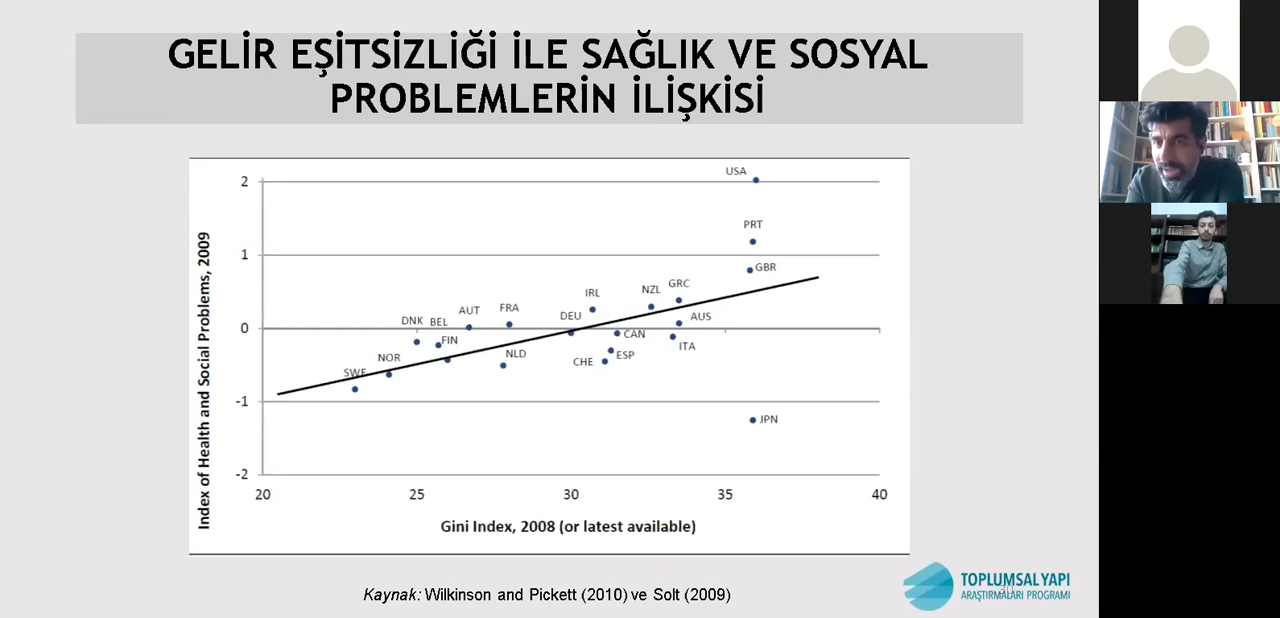 GELİR EŞİTSİZLİĞİ İLE SAĞLIK VE SOSYAL
PROBLEMLERİN İLİŞKİSİ
Index of Health and Social Problems, 2009
2
1
0
-1
-2
USA
PRT
GBR
GRC
NZL
IRL
AUS
FRA
AUT
DEU
DNK
BEL
CAN
FIN
ITA
NLD
ESP
NOR
CHE
SWE
JPN
20
25
30
35
40
Gini Index, 2008 (or latest available)
Kaynak: Wilkinson and Pickett (2010) ve Solt (2009)
TOPLUMSAL YAPI
ARAŞTIRMALARI PROGRAMI